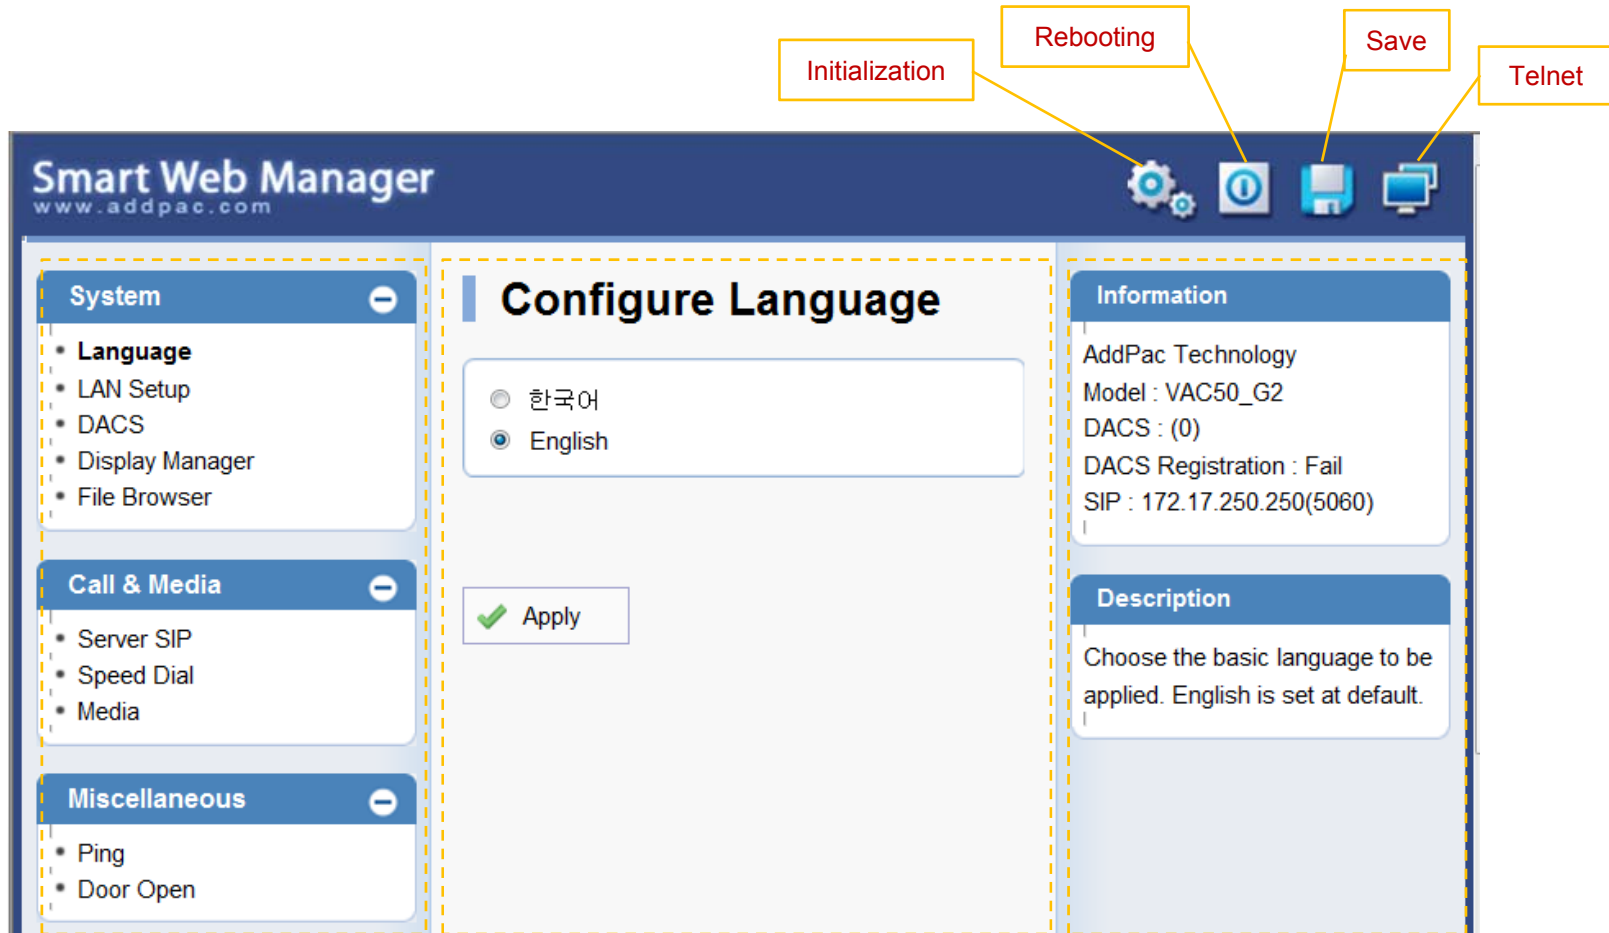 Initialization
Rebooting
Save
Telnet
Smart Web Manager
www.addpac.com
System
Language
LAN Setup
DACS
Display Manager
File Browser
Call & Media
Server SIP
Speed Dial
Media
Miscellaneous
Ping
Door Open
Configure Language
한국어
English
Apply
Information
AddPac Technology
Model : VAC50_G2
DACS : (0)
DACS Registration : Fail
SIP : 172.17.250.250(5060)
Description
Choose the basic language to be
applied. English is set at default.